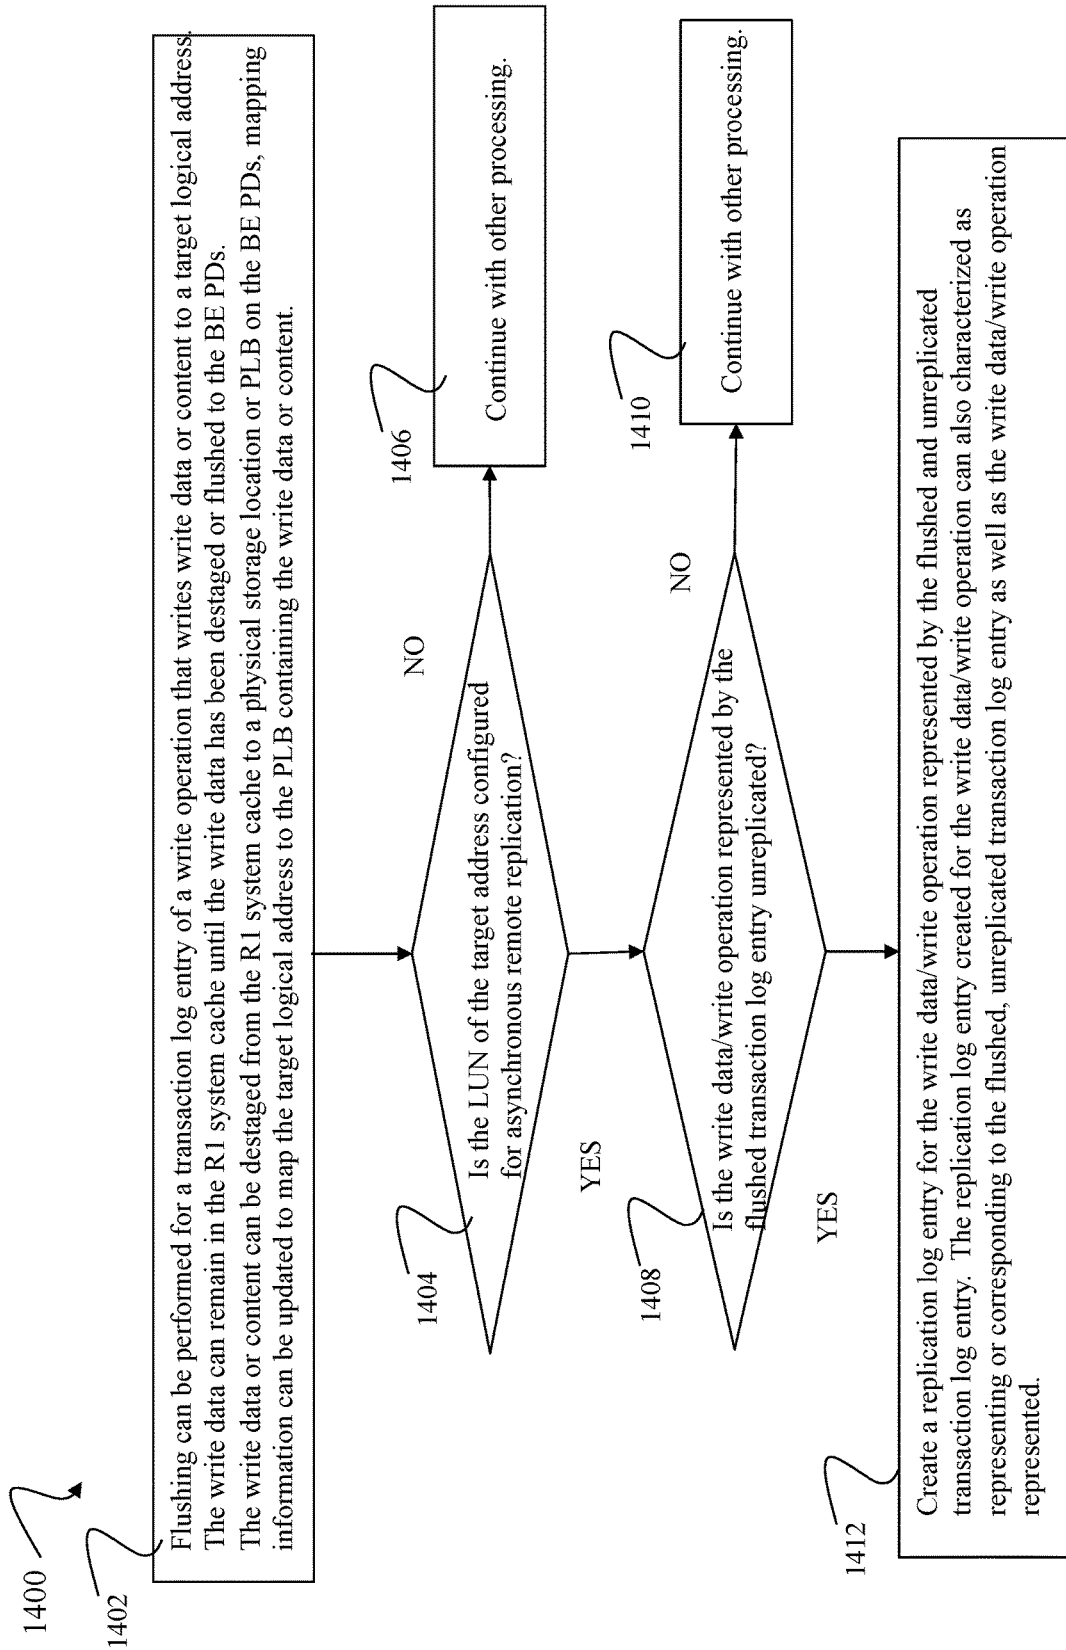 1400
1402
Flushing can be performed for a transaction log entry of a write operation that writes write data or content to a target logical address.
The write data can remain in the R1 system cache until the write data has been destaged or flushed to the BE PDs.
The write data or content can be destaged from the R1 system cache to a physical storage location or PLB on the BE PDs, mapping
information can be updated to map the target logical address to the PLB containing the write data or content.
1404
Is the LUN of the target address configured
for asynchronous remote replication?
NO
1406
Continue with other processing.
YES
1408
Is the write data/write operation represented by the
flushed transaction log entry unreplicated?
NO
1410
Continue with other processing.
YES
1412
Create a replication log entry for the write data/write operation represented by the flushed and unreplicated
transaction log entry. The replication log entry created for the write data/write operation can also characterized as
representing or corresponding to the flushed, unreplicated transaction log entry as well as the write data/write operation
represented.